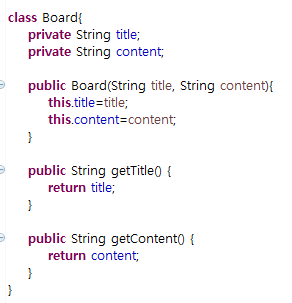 class Board{
private String title;
private String content;
public Board(String title, String content){
this.title=title;
this.content=content;
}
public String getTitle() {
return title;
}
public String getContent() {
return content;
}
}